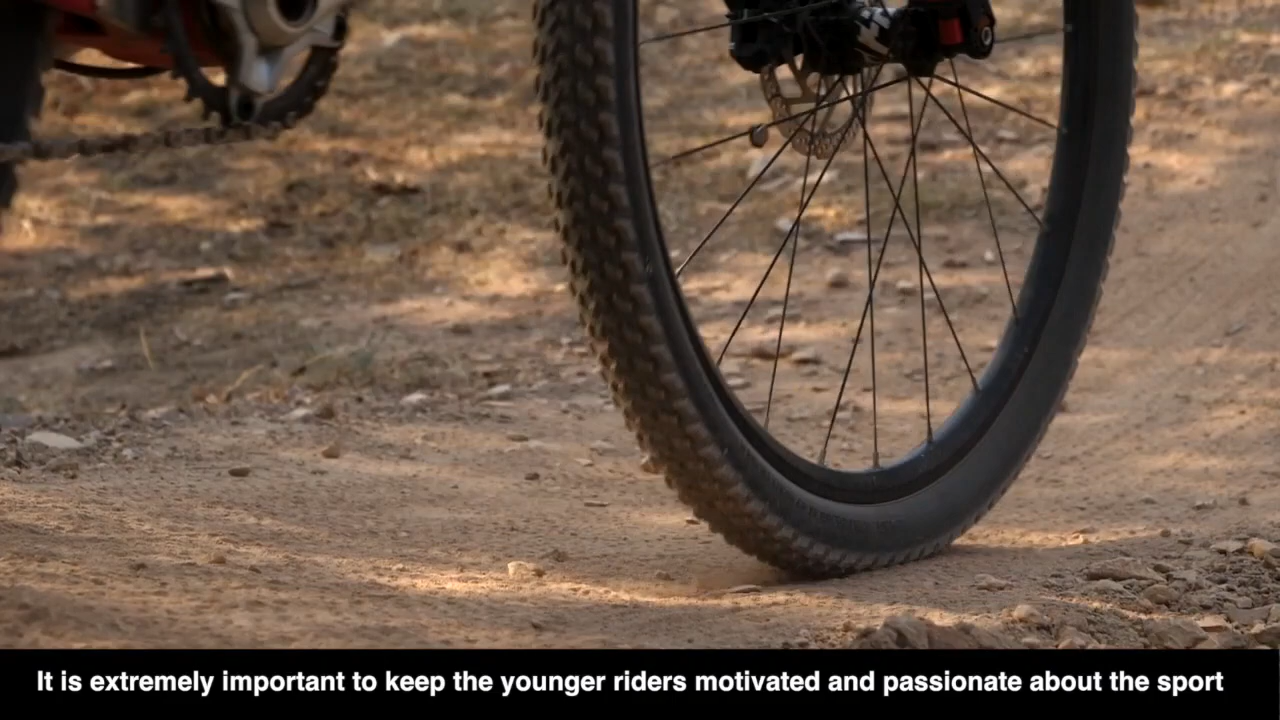 It is extremely important to keep the younger riders motivated and passionate about the sport